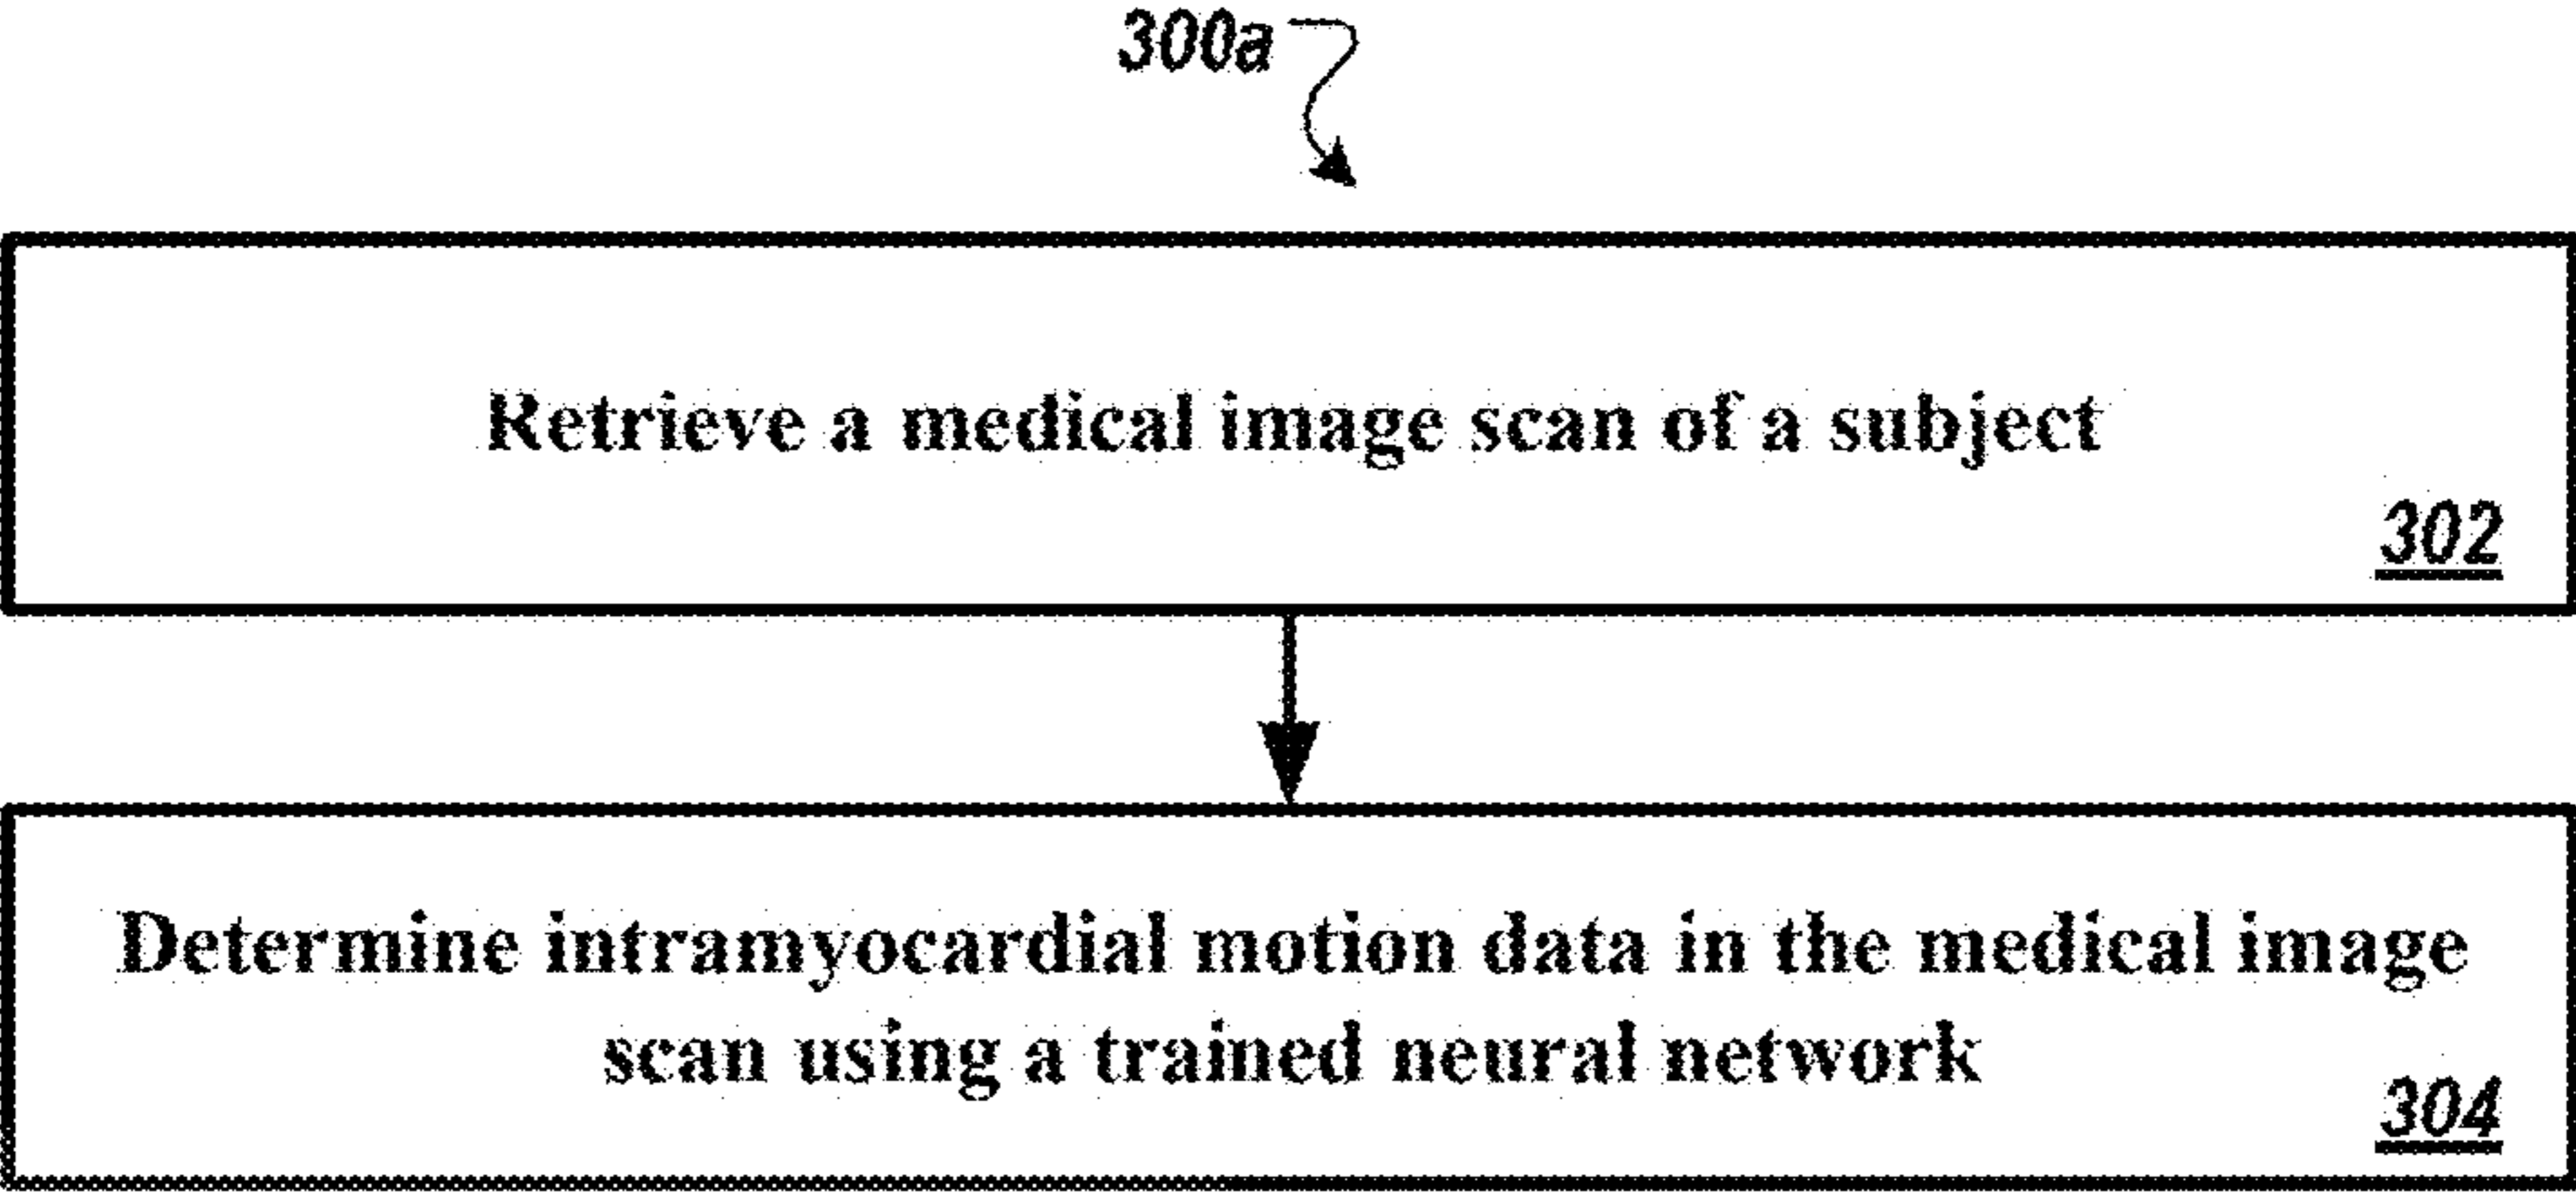 300a
Retrieve a medical image scan of a subject
302
Determine intramyocardial motion data in the medical image
scan using a trained neural network
304